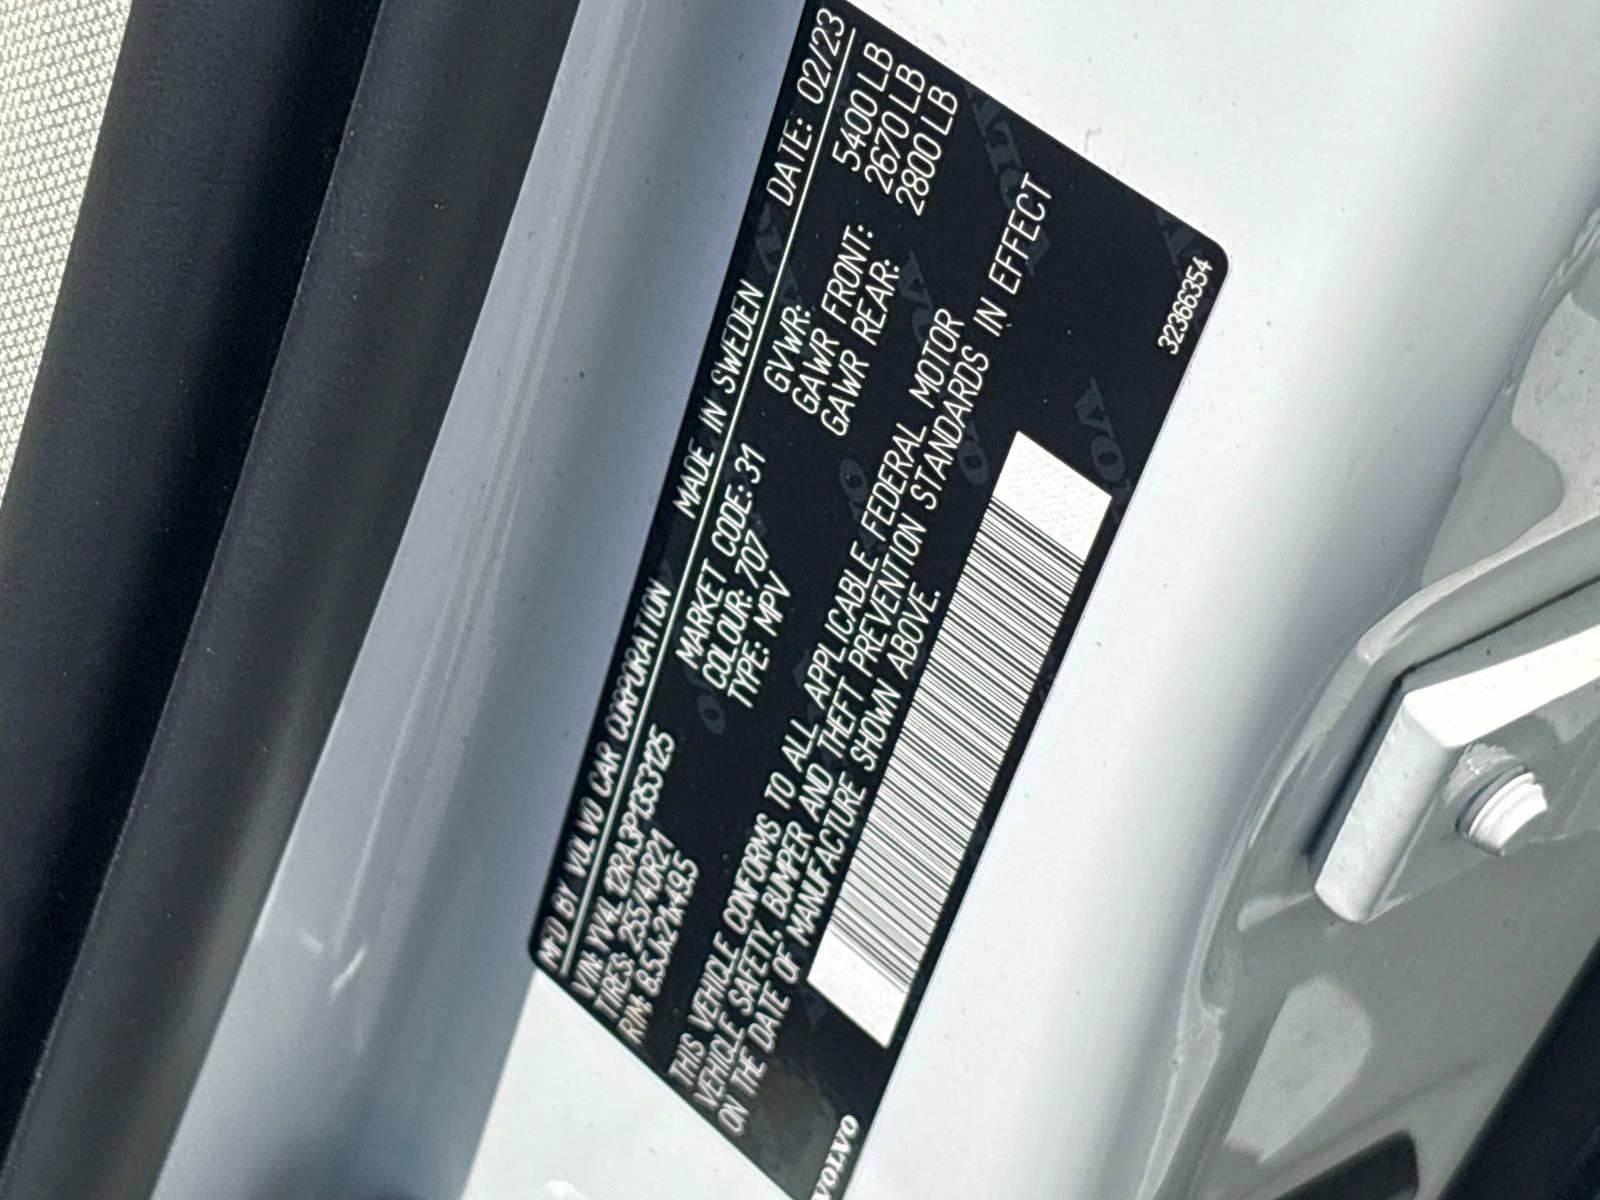 MFD BY VOLVO CAR CORPORATION MADE IN SWEDEN DATE: 02/23
VIN: YV4L12RA3P1353125 MARKET CODE: 31 GVWR: 5400 LB
TIRES: 255/40R21 COLOUR: 707 GAWR FRONT: 2670 LB
RIM: 8.5Jx21x49.5 TYPE: MPV GAWR REAR: 2800 LB
THIS VEHICLE CONFORMS TO ALL APPLICABLE FEDERAL MOTOR
VEHICLE SAFETY, BUMPER AND THEFT PREVENTION STANDARDS IN EFFECT
ON THE DATE OF MANUFACTURE SHOWN ABOVE.
VOLVO 32366354